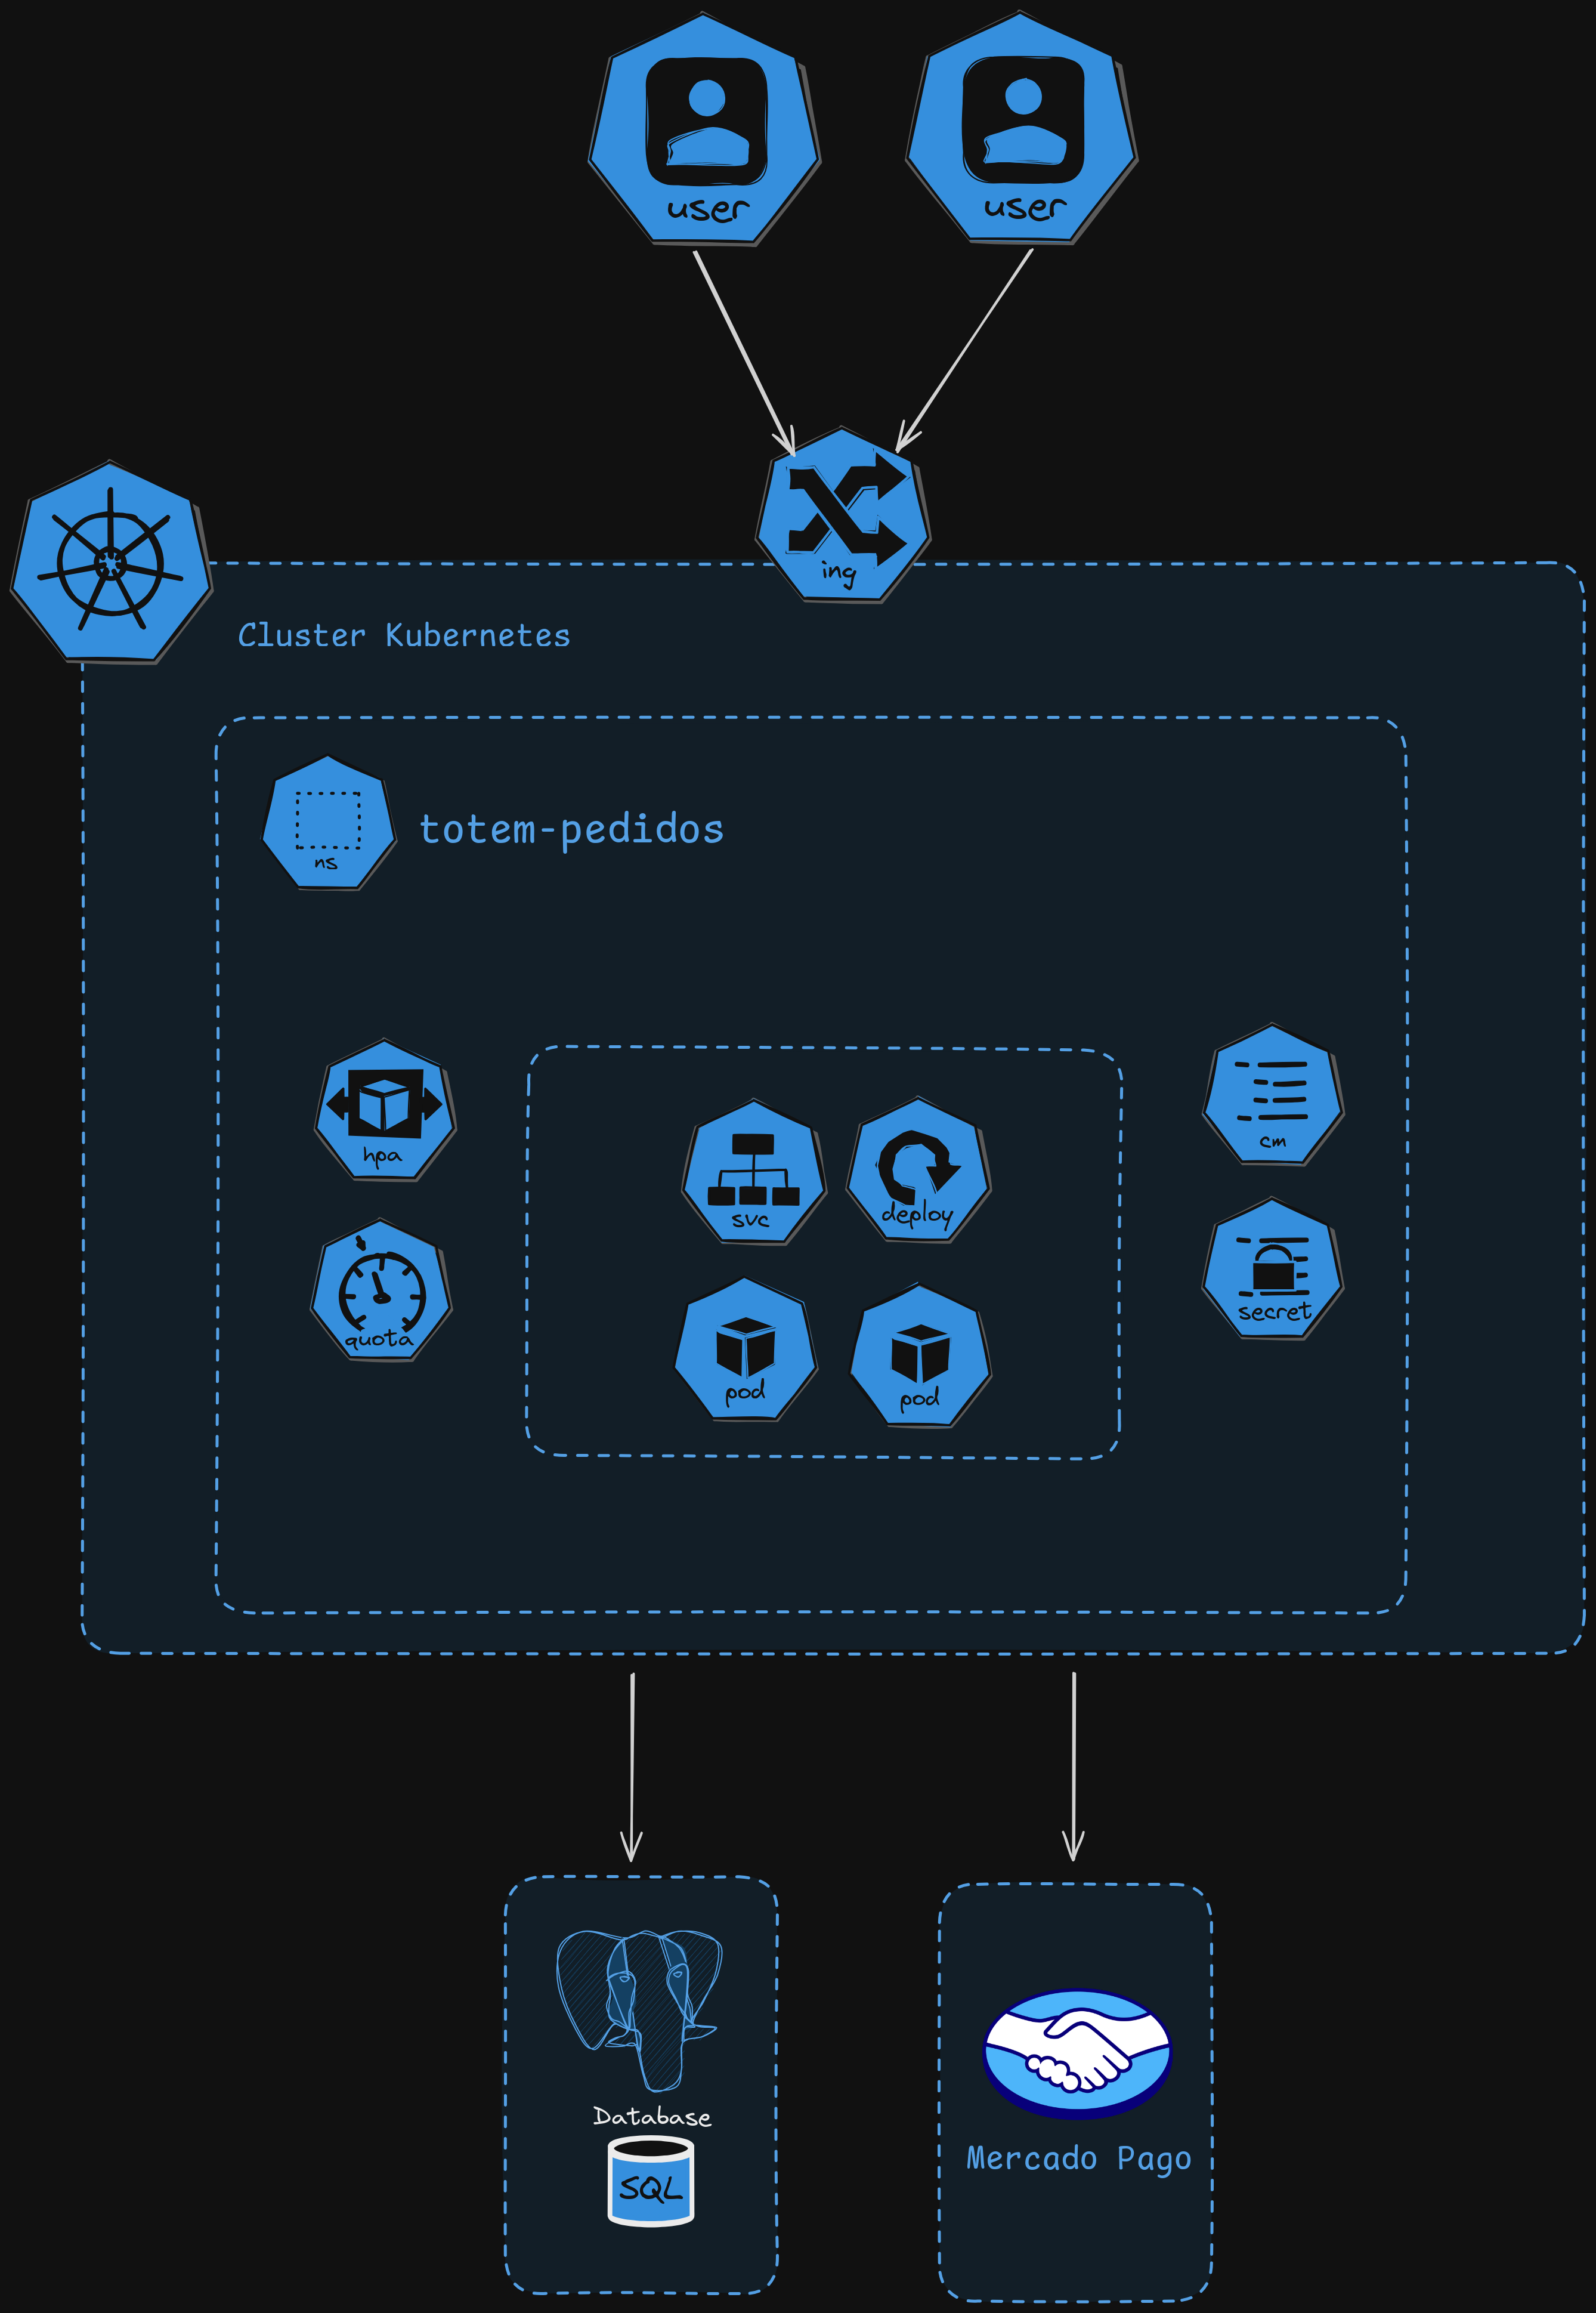 user
user
ing
Cluster Kubernetes
ns
totem-pedidos
hpa
cm
svc
deploy
quota
secret
pod
pod
Database
SQL
Mercado Pago